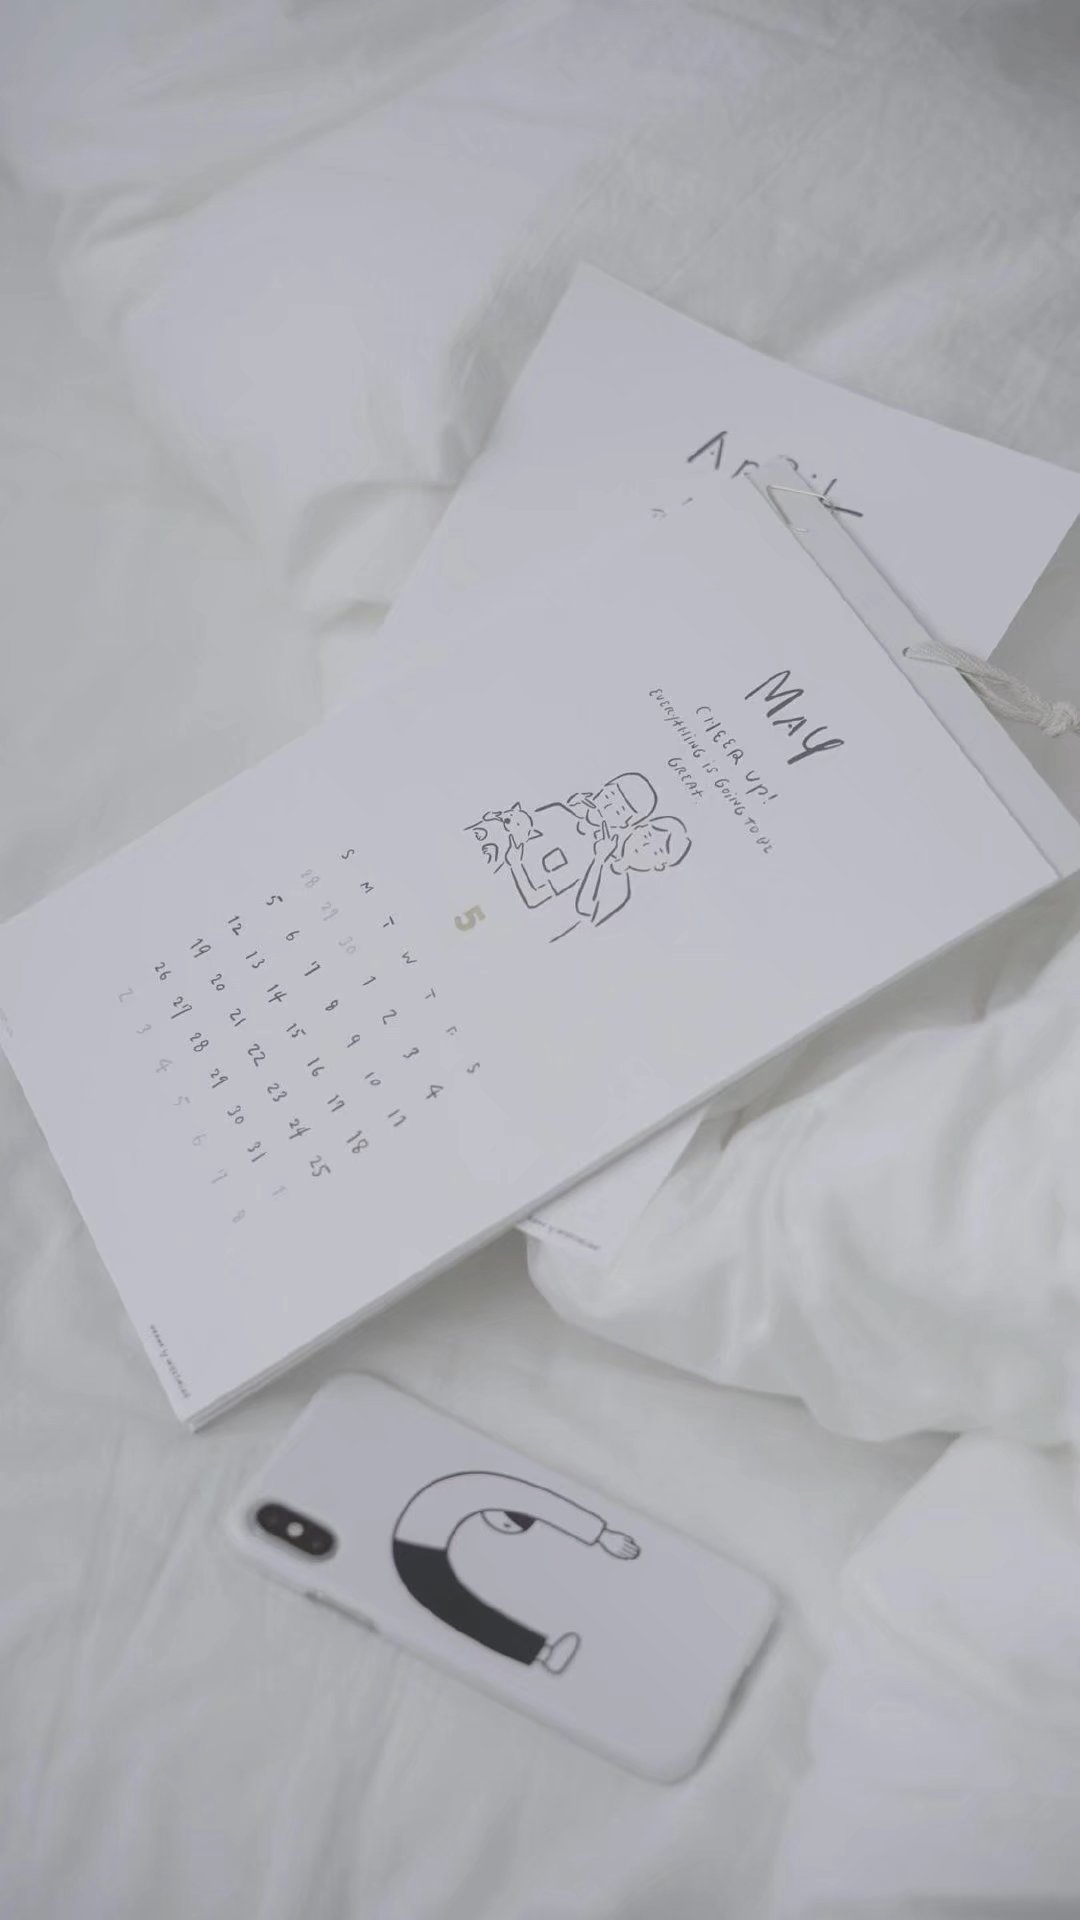 April
MAY
CHEER UP!
EVERYTHING IS GOING TO BE
GREAT.
5
S M T W T F S
28 29 30 1 2 3 4
5 6 7 8 9 10 11
12 13 14 15 16 17 18
19 20 21 22 23 24 25
26 27 28 29 30 31 1
2 3 4 5 6 7 8